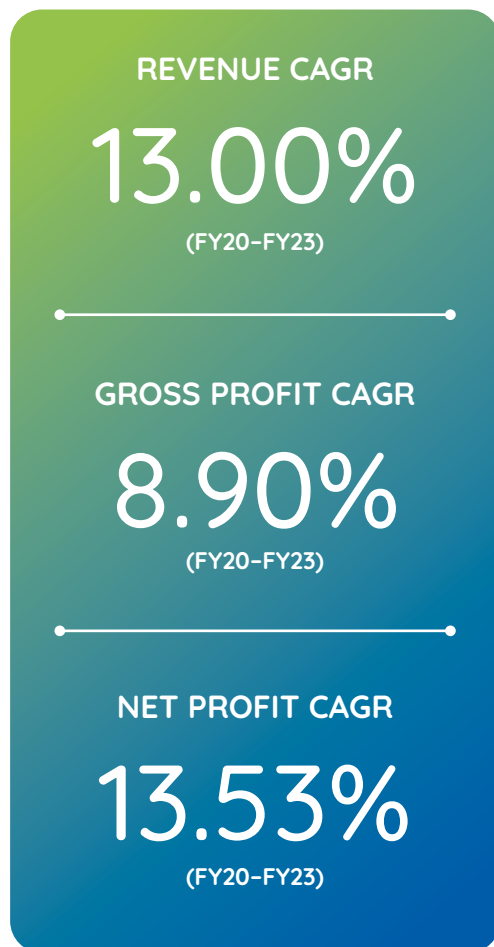 REVENUE CAGR
13.00%
(FY20–FY23)
GROSS PROFIT CAGR
8.90%
(FY20–FY23)
NET PROFIT CAGR
13.53%
(FY20–FY23)